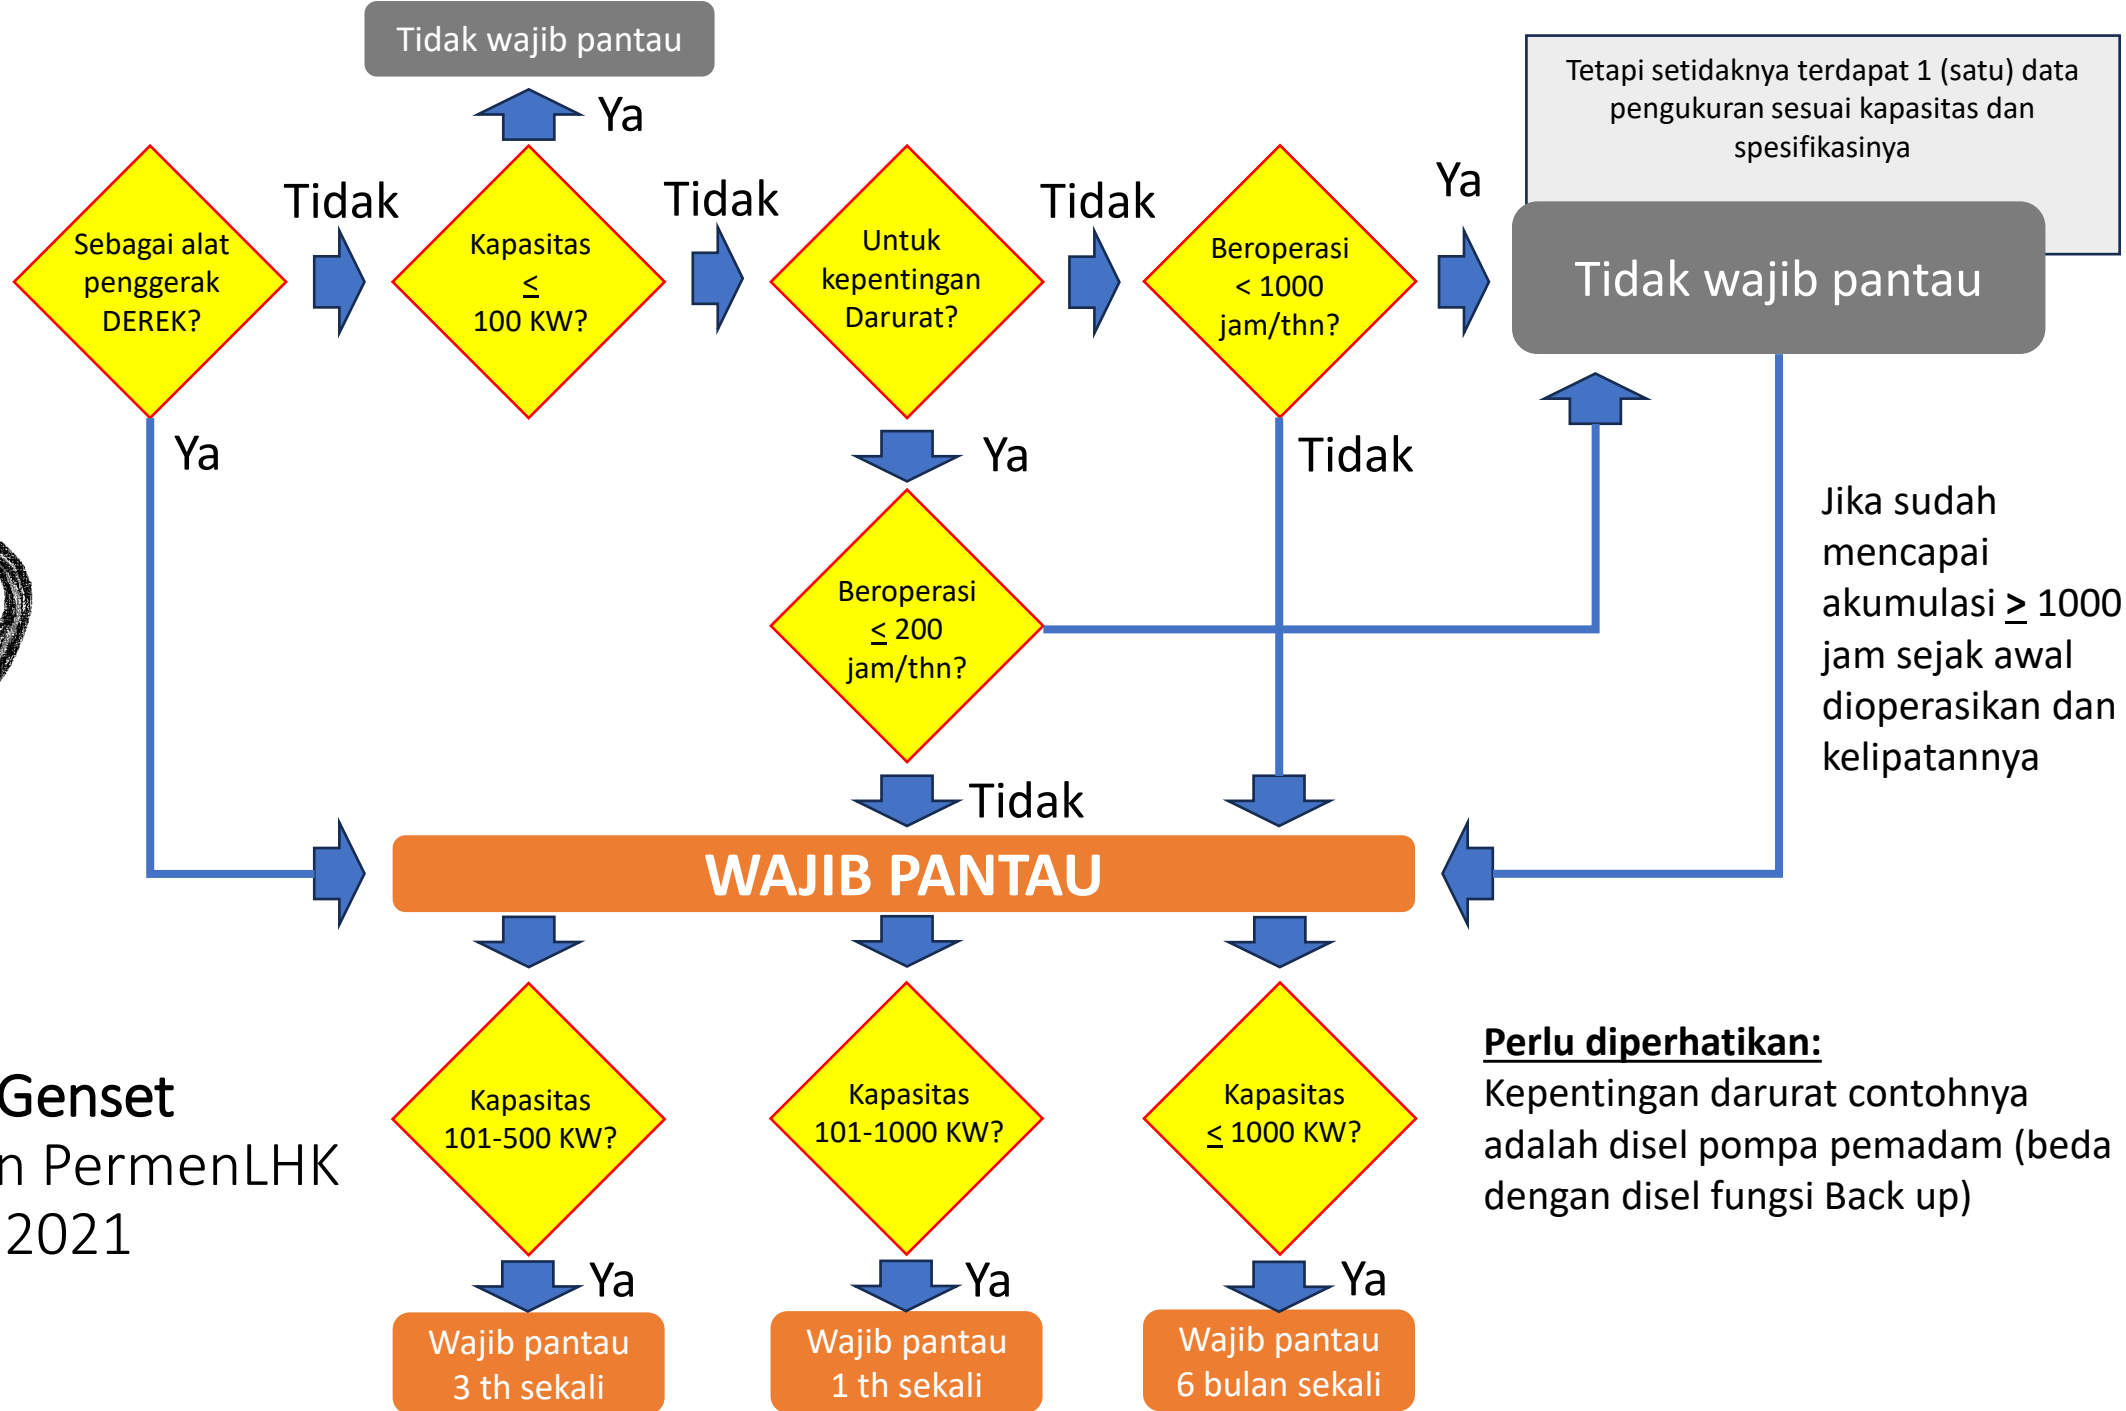 Tidak wajib pantau
Ya
Tetapi setidaknya terdapat 1 (satu) data
pengukuran sesuai kapasitas dan
spesifikasinya
Sebagai alat
penggerak
DEREK?
Tidak
Kapasitas
≤
100 KW?
Tidak
Untuk
kepentingan
Darurat?
Tidak
Beroperasi
< 1000
jam/thn?
Ya
Tidak wajib pantau
Ya
Ya
Tidak
Beroperasi
≤ 200
jam/thn?
Jika sudah
mencapai
akumulasi ≥ 1000
jam sejak awal
dioperasikan dan
kelipatannya
Tidak
WAJIB PANTAU
Genset
n PermenLHK
2021
Kapasitas
101-500 KW?
Kapasitas
101-1000 KW?
Kapasitas
≤ 1000 KW?
Perlu diperhatikan:
Kepentingan darurat contohnya
adalah disel pompa pemadam (beda
dengan disel fungsi Back up)
Ya
Ya
Ya
Wajib pantau
3 th sekali
Wajib pantau
1 th sekali
Wajib pantau
6 bulan sekali